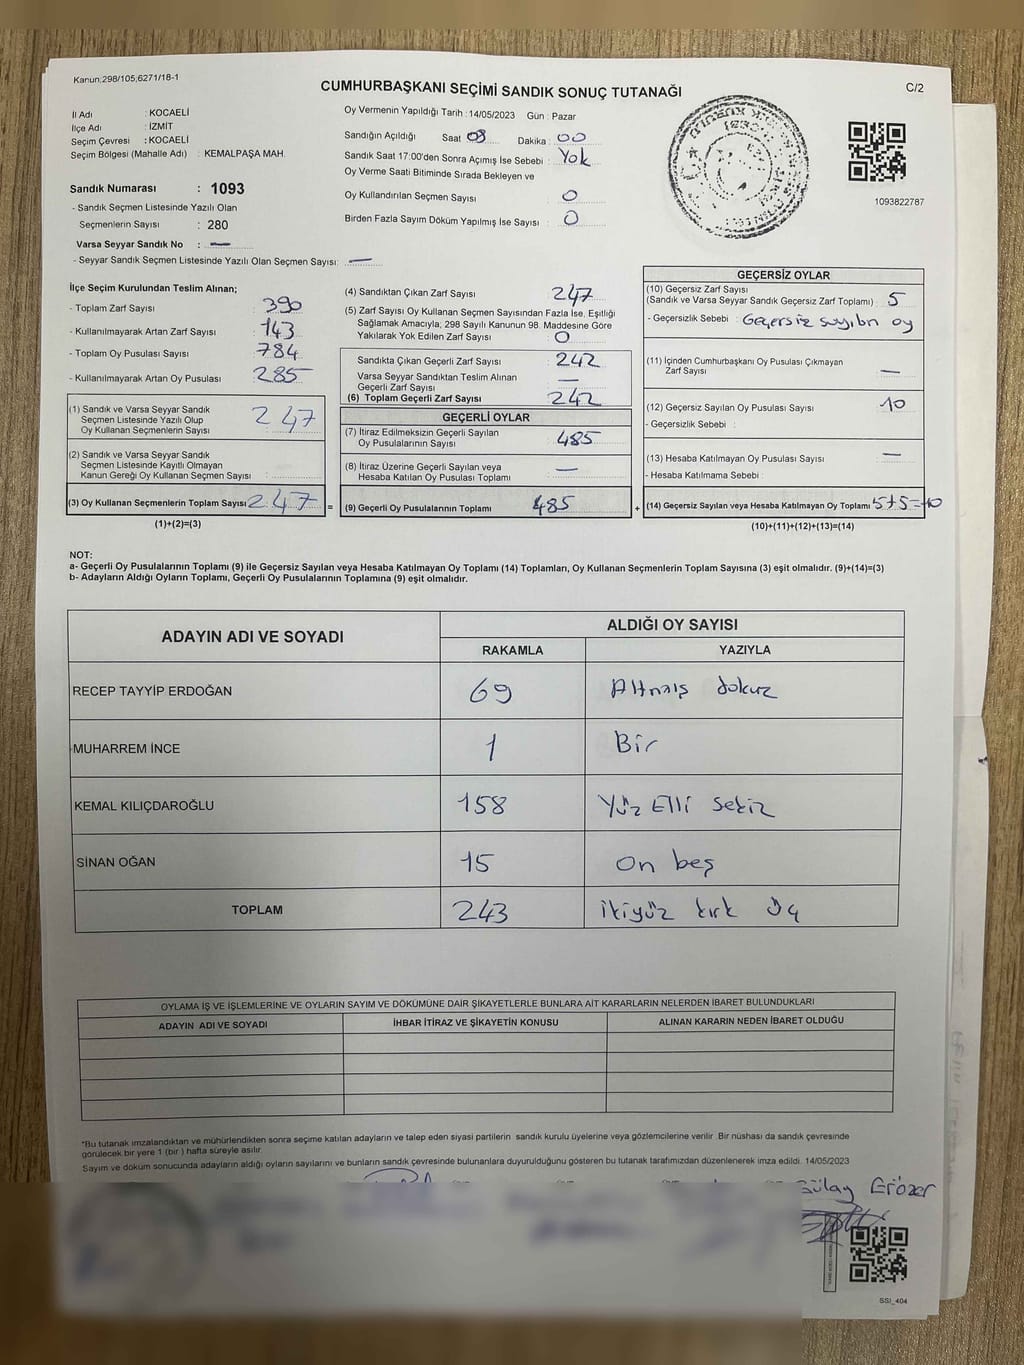 Kanun;298/105;6271/18-1
CUMHURBAŞKANI SEÇİMİ SANDIK SONUÇ TUTANAĞI
C/2
İl Adı : KOCAELİ
İlçe Adı : İZMİT
Seçim Çevresi : KOCAELİ
Seçim Bölgesi (Mahalle Adı) : KEMALPAŞA MAH.
Sandık Numarası : 1093
- Sandık Seçmen Listesinde Yazılı Olan
Seçmenlerin Sayısı : 280
Varsa Seyyar Sandık No : —
- Seyyar Sandık Seçmen Listesinde Yazılı Olan Seçmen Sayısı: —
Oy Vermenin Yapıldığı Tarih : 14/05/2023 Gün : Pazar
Sandığın Açıldığı Saat 08 Dakika : 00
Sandık Saat 17:00'den Sonra Açımış İse Sebebi : Yok
Oy Verme Saati Bitiminde Sırada Bekleyen ve
Oy Kullandırılan Seçmen Sayısı : 0
Birden Fazla Sayım Döküm Yapılmış İse Sayısı : 0
1093822787
İlçe Seçim Kurulundan Teslim Alınan;
- Toplam Zarf Sayısı : 390
- Kullanılmayarak Artan Zarf Sayısı : 143
- Toplam Oy Pusulası Sayısı : 784
- Kullanılmayarak Artan Oy Pusulası : 285
(1) Sandık ve Varsa Seyyar Sandık
Seçmen Listesinde Yazılı Olup
Oy Kullanan Seçmenlerin Sayısı : 247
(2) Sandık ve Varsa Seyyar Sandık
Seçmen Listesinde Kayıtlı Olmayan
Kanun Gereği Oy Kullanan Seçmen Sayısı :
(3) Oy Kullanan Seçmenlerin Toplam Sayısı : 247
(1)+(2)=(3)
=
(4) Sandıktan Çıkan Zarf Sayısı : 247
(5) Zarf Sayısı Oy Kullanan Seçmen Sayısından Fazla İse, Eşitliği
Sağlamak Amacıyla; 298 Sayılı Kanunun 98. Maddesine Göre
Yakılarak Yok Edilen Zarf Sayısı : 0
Sandıkta Çıkan Geçerli Zarf Sayısı : 242
Varsa Seyyar Sandıktan Teslim Alınan
Geçerli Zarf Sayısı : —
(6) Toplam Geçerli Zarf Sayısı : 242
GEÇERLİ OYLAR
(7) İtiraz Edilmeksizin Geçerli Sayılan
Oy Pusulalarının Sayısı : 485
(8) İtiraz Üzerine Geçerli Sayılan veya
Hesaba Katılan Oy Pusulası Toplamı : —
(9) Geçerli Oy Pusulalarının Toplamı : 485
+
GEÇERSİZ OYLAR
(10) Geçersiz Zarf Sayısı
(Sandık ve Varsa Seyyar Sandık Geçersiz Zarf Toplamı) : 5
- Geçersizlik Sebebi : Geçersiz sayılan oy
(11) İçinden Cumhurbaşkanı Oy Pusulası Çıkmayan
Zarf Sayısı : —
(12) Geçersiz Sayılan Oy Pusulası Sayısı : 10
- Geçersizlik Sebebi :
(13) Hesaba Katılmayan Oy Pusulası Sayısı : —
- Hesaba Katılmama Sebebi :
(14) Geçersiz Sayılan veya Hesaba Katılmayan Oy Toplamı 5+5=10
(10)+(11)+(12)+(13)=(14)
NOT:
a- Geçerli Oy Pusulalarının Toplamı (9) ile Geçersiz Sayılan veya Hesaba Katılmayan Oy Toplamı (14) Toplamları, Oy Kullanan Seçmenlerin Toplam Sayısına (3) eşit olmalıdır. (9)+(14)=(3)
b- Adayların Aldığı Oyların Toplamı, Geçerli Oy Pusulalarının Toplamına (9) eşit olmalıdır.
ADAYIN ADI VE SOYADI ALDIĞI OY SAYISI
RAKAMLA YAZIYLA
RECEP TAYYİP ERDOĞAN 69 Altmış dokuz
MUHARREM İNCE 1 Bir
KEMAL KILIÇDAROĞLU 158 Yüz Elli Sekiz
SİNAN OĞAN 15 On beş
TOPLAM 243 İkiyüz kırk üç
OYLAMA İŞ VE İŞLEMLERİNE VE OYLARIN SAYIM VE DÖKÜMÜNE DAİR ŞİKAYETLERLE BUNLARA AİT KARARLARIN NELERDEN İBARET BULUNDUKLARI
ADAYIN ADI VE SOYADI İHBAR İTİRAZ VE ŞİKAYETİN KONUSU ALINAN KARARIN NEDEN İBARET OLDUĞU
*Bu tutanak imzalandıktan ve mühürlendikten sonra seçime katılan adayların ve talep eden siyasi partilerin sandık kurulu üyelerine veya gözlemcilerine verilir. Bir nüshası da sandık çevresinde
görülecek bir yere 1 (bir) hafta süreyle asılır.
Sayım ve döküm sonucunda adayların aldığı oyların sayılarını ve bunların sandık çevresinde bulunanlara duyurulduğunu gösteren bu tutanak tarafımızdan düzenlenerek imza edildi. 14/05/2023
Gülay Erözer
SSI_404